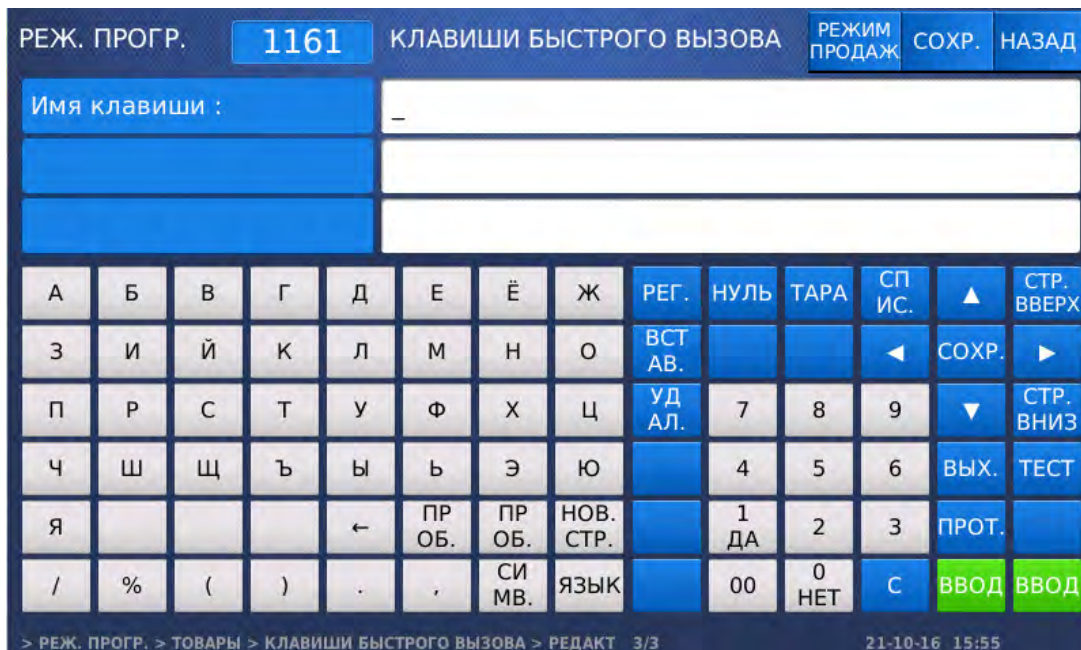 РЕЖ. ПРОГР. 1161 КЛАВИШИ БЫСТРОГО ВЫЗОВА РЕЖИМ ПРОДАЖ СОХР. НАЗАД
Имя клавиши : _
А Б В Г Д Е Ё Ж РЕГ. НУЛЬ ТАРА СП ИС. ▲ СТР. ВВЕРХ
З И Й К Л М Н О ВСТ АВ. ◀ СОХР. ▶
П Р С Т У Ф Х Ц УД АЛ. 7 8 9 ▼ СТР. ВНИЗ
Ч Ш Щ Ъ Ы Ь Э Ю 4 5 6 ВЫХ. ТЕСТ
Я ← ПР ОБ. ПР ОБ. НОВ. СТР. 1 ДА 2 3 ПРОТ.
/ % ( ) . , СИ МВ. ЯЗЫК 00 0 НЕТ С ВВОД ВВОД
> РЕЖ. ПРОГР. > ТОВАРЫ > КЛАВИШИ БЫСТРОГО ВЫЗОВА > РЕДАКТ 3/3 21-10-16 15:55